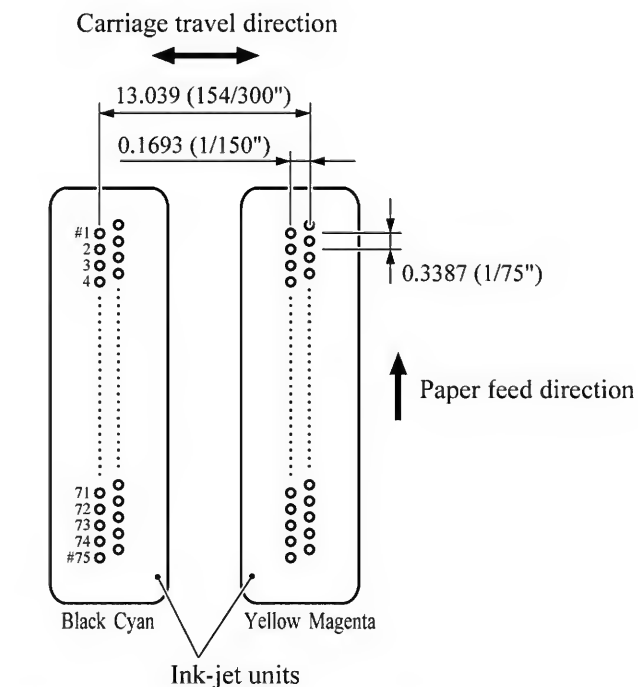 Carriage travel direction
13.039 (154/300")
0.1693 (1/150")
#1
2
3
4
0.3387 (1/75")
Paper feed direction
71
72
73
74
#75
Black Cyan
Yellow Magenta
Ink-jet units